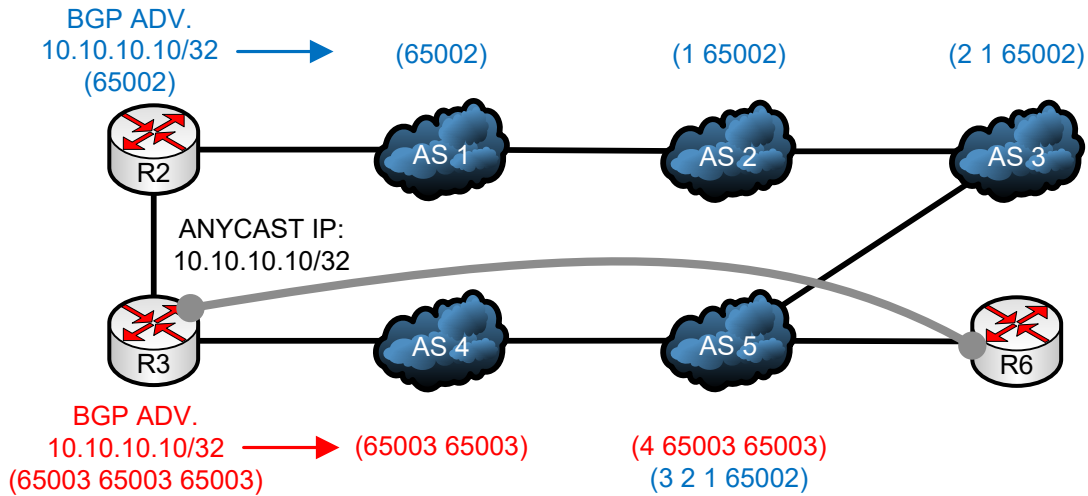 BGP ADV.
10.10.10.10/32
(65002)
(65002)
(1 65002)
(2 1 65002)
R2
AS 1
AS 2
AS 3
ANYCAST IP:
10.10.10.10/32
R3
AS 4
AS 5
R6
BGP ADV.
10.10.10.10/32
(65003 65003 65003)
(65003 65003)
(4 65003 65003)
(3 2 1 65002)